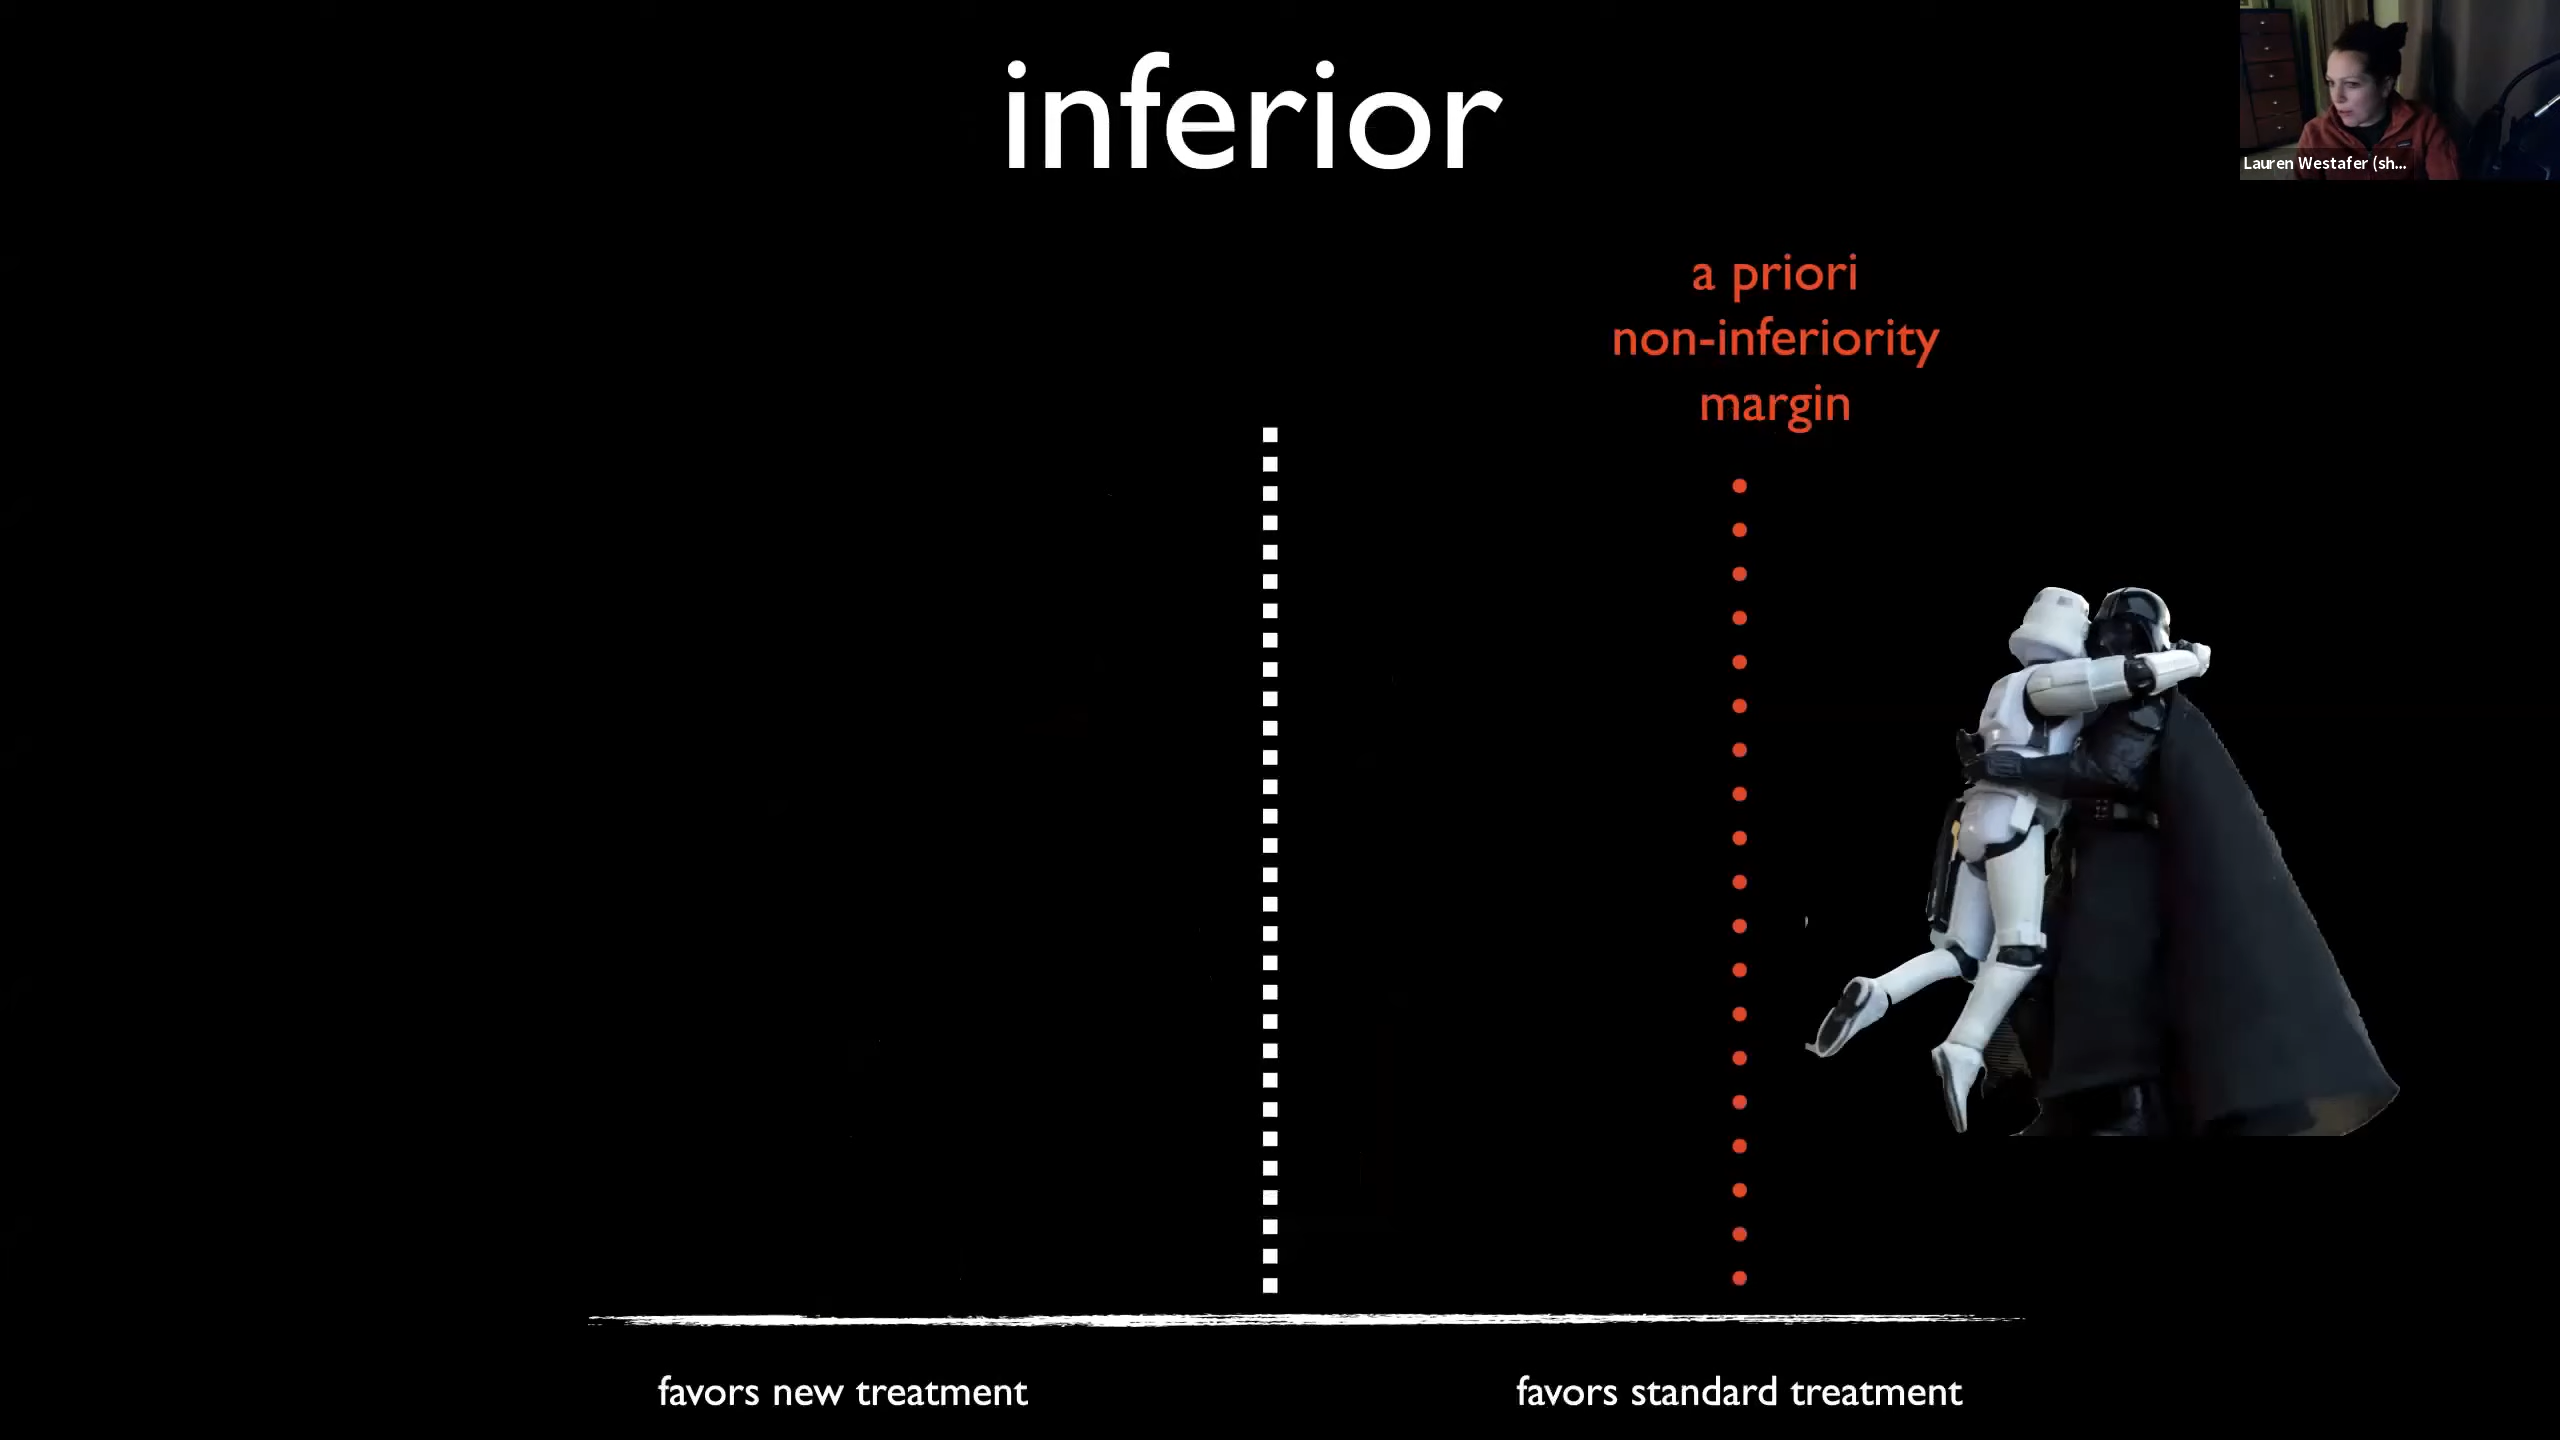 inferior
Lauren Westafer (sh...
a priori
non-inferiority
margin
favors new treatment
favors standard treatment